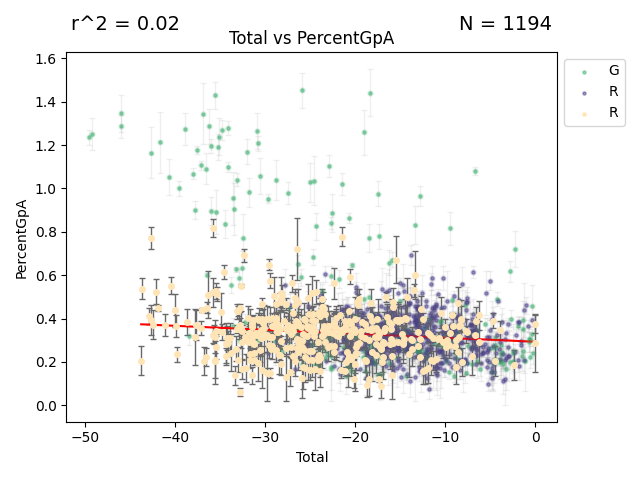 r^2 = 0.02
N = 1194
Total vs PercentGpA
G
R
R
PercentGpA
1.6
1.4
1.2
1.0
0.8
0.6
0.4
0.2
0.0
−50 −40 −30 −20 −10 0
Total